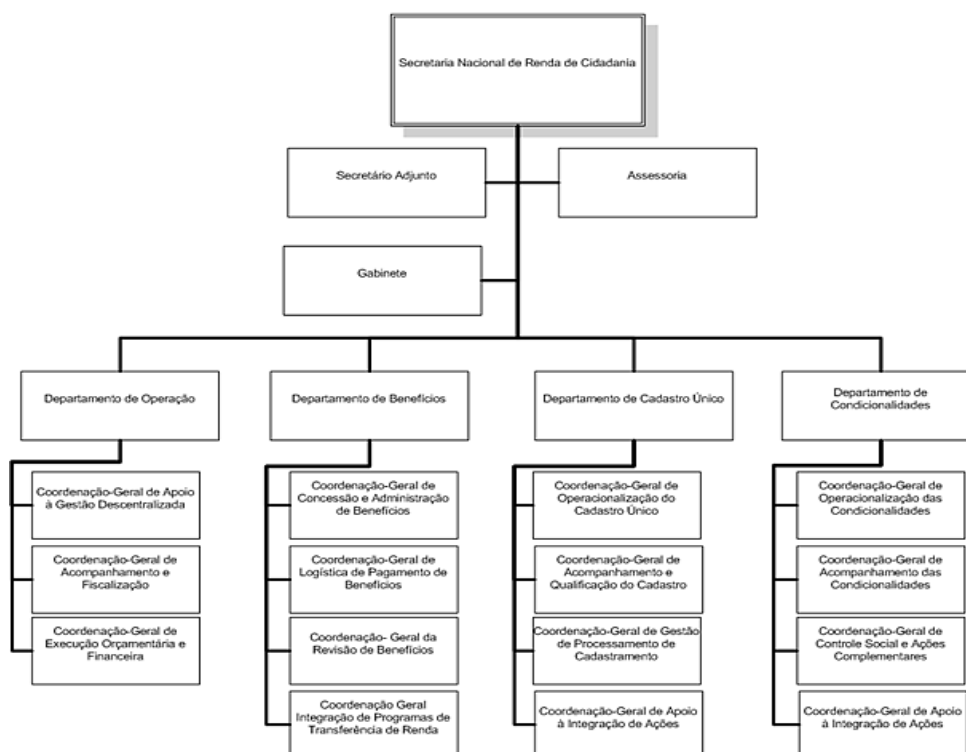 Secretaria Nacional de Renda de Cidadania
Secretário Adjunto
Assessoria
Gabinete
Departamento de Operação
Departamento de Benefícios
Departamento de Cadastro Único
Departamento de
Condicionalidades
Coordenação-Geral de Apoio
à Gestão Descentralizada
Coordenação-Geral de
Acompanhamento e
Fiscalização
Coordenação-Geral de
Execução Orçamentária e
Financeira
Coordenação-Geral de
Concessão e Administração
de Benefícios
Coordenação-Geral de
Logística de Pagamento de
Benefícios
Coordenação- Geral da
Revisão de Benefícios
Coordenação Geral
Integração de Programas de
Transferência de Renda
Coordenação-Geral de
Operacionalização do
Cadastro Único
Coordenação-Geral de
Acompanhamento e
Qualificação do Cadastro
Coordenação-Geral de Gestão
de Processamento de
Cadastramento
Coordenação-Geral de Apoio
à Integração de Ações
Coordenação-Geral de
Operacionalização das
Condicionalidades
Coordenação-Geral de
Acompanhamento das
Condicionalidades
Coordenação-Geral de
Controle Social e Ações
Complementares
Coordenação-Geral de Apoio
à Integração de Ações